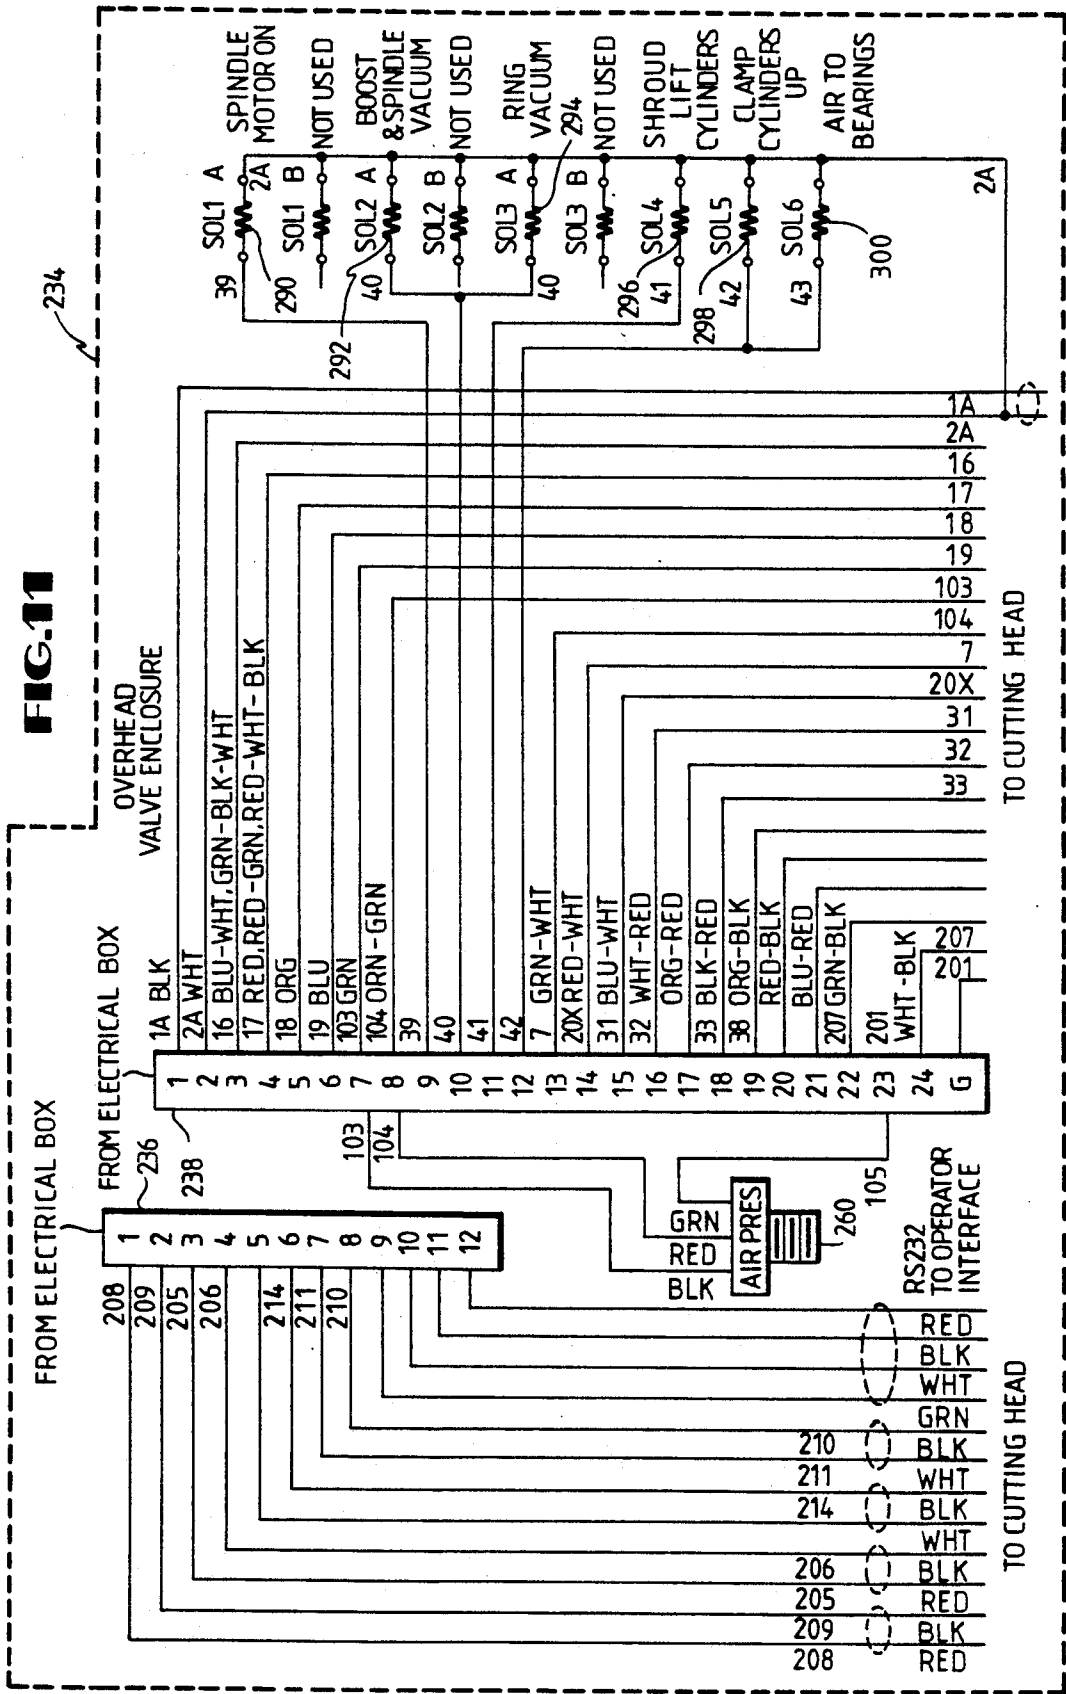 FIG.11
234
OVERHEAD
VALVE ENCLOSURE
FROM ELECTRICAL BOX
FROM ELECTRICAL BOX
236
238
1
2
3
4
5
6
7
8
9
10
11
12
208
209
205
206
214
211
210
1
2
3
4
5
6
7
8
9
10
11
12
13
14
15
16
17
18
19
20
21
22
23
24
G
1A BLK
2A WHT
16 BLU-WHT,GRN-BLK-WHT
17 RED,RED-GRN,RED-WHT-BLK
18 ORG
19 BLU
103 GRN
104 ORN-GRN
39
40
41
42
7 GRN-WHT
20X RED-WHT
31 BLU-WHT
32 WHT-RED
ORG-RED
33 BLK-RED
38 ORG-BLK
RED-BLK
BLU-RED
207 GRN-BLK
201
WHT-BLK
207
201
103
104
105
GRN
RED
BLK
AIR PRES
260
RS232
TO OPERATOR
INTERFACE
RED
BLK
WHT
GRN
210 BLK
211 WHT
214 BLK
WHT
206 BLK
205 RED
209 BLK
208 RED
TO CUTTING HEAD
1A
2A
16
17
18
19
103
104
7
20X
31
32
33
TO CUTTING HEAD
39 SOL1 A
290
2A
SPINDLE
MOTOR ON
SOL1 B
NOT USED
292
40 SOL2 A
BOOST
&SPINDLE
VACUUM
SOL2 B
NOT USED
40 SOL3 A
294
RING
VACUUM
SOL3 B
NOT USED
296
41 SOL4
SHROUD
LIFT
CYLINDERS
298
42 SOL5
CLAMP
CYLINDERS
UP
43 SOL6
300
AIR TO
BEARINGS
2A